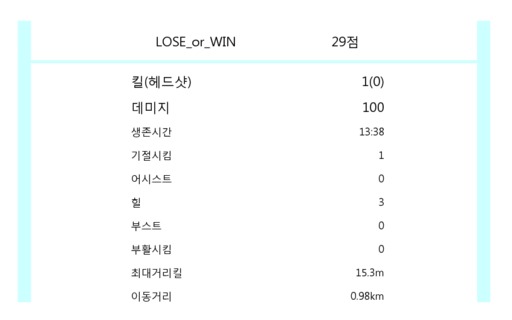 LOSE_or_WIN 29점
킬(헤드샷) 1(0)
데미지 100
생존시간 13:38
기절시킴 1
어시스트 0
힐 3
부스트 0
부활시킴 0
최대거리킬 15.3m
이동거리 0.98km